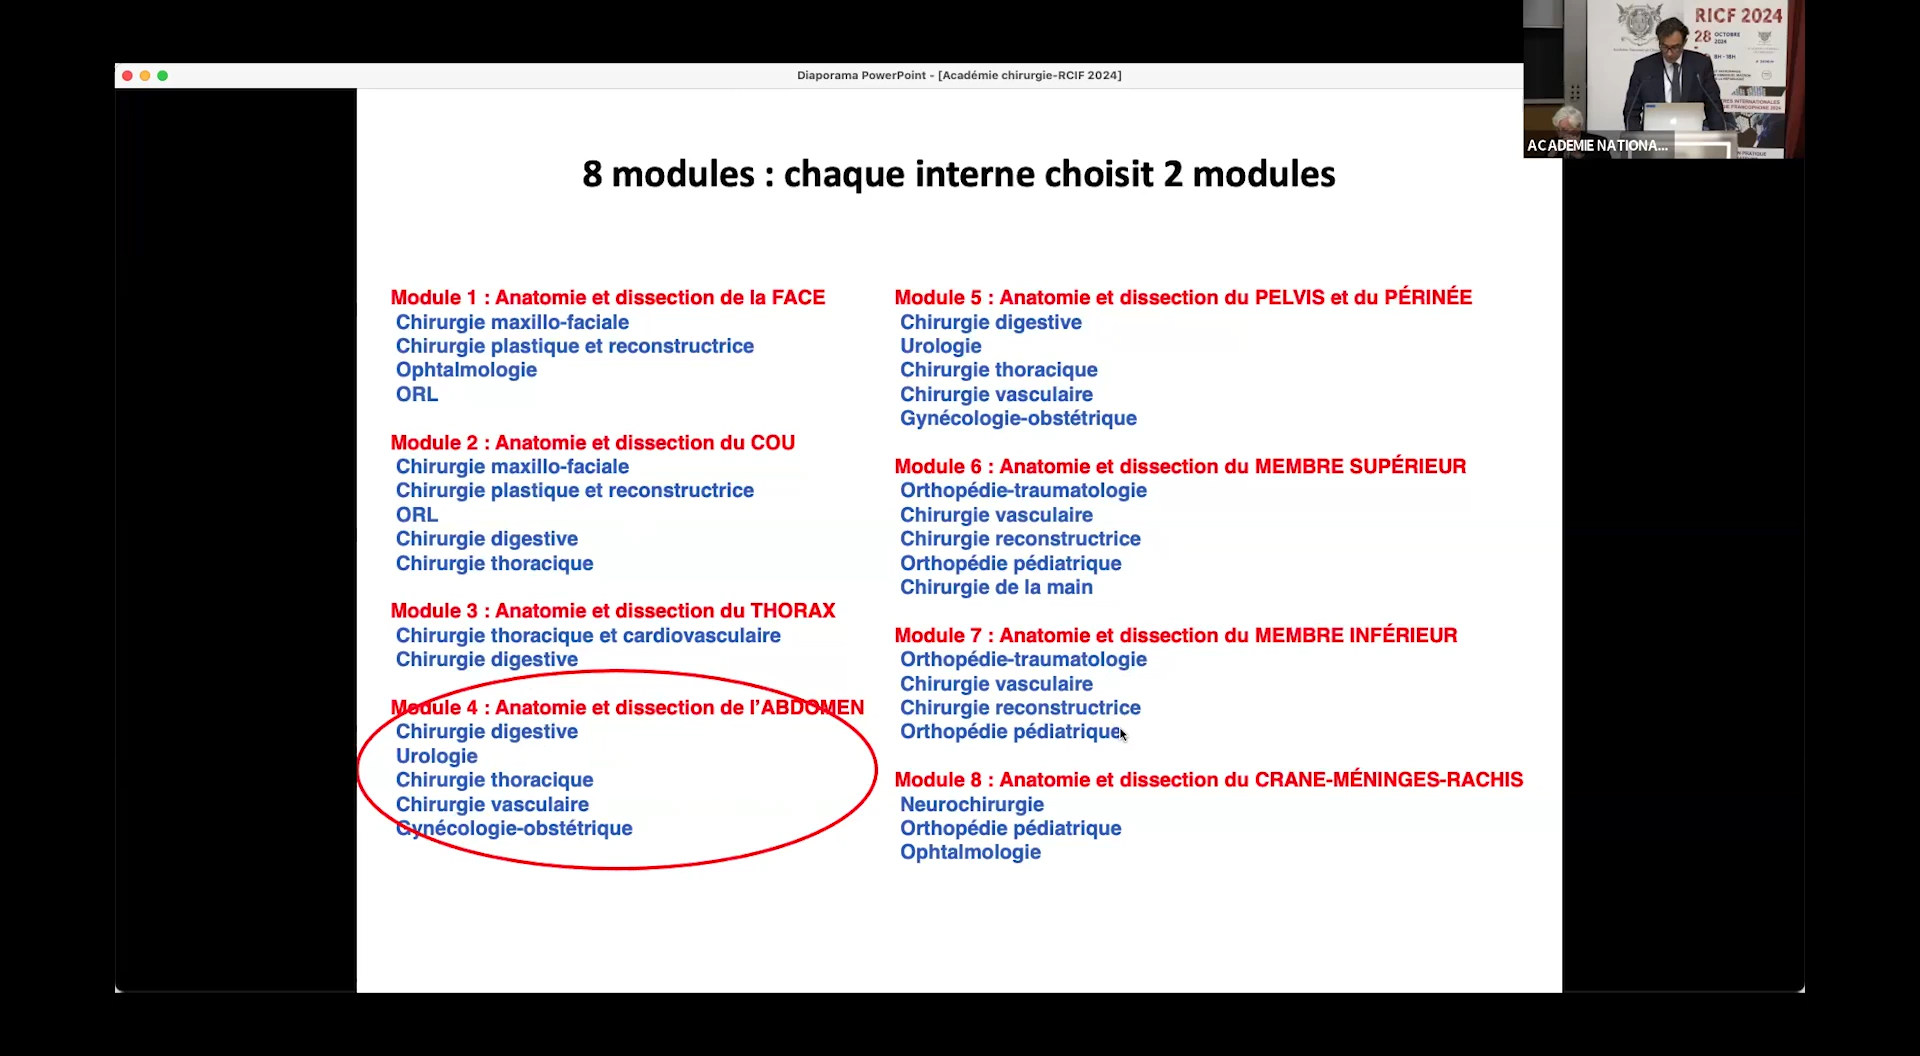 Diaporama PowerPoint - [Académie chirurgie-RCIF 2024]
RICF 2024
28 OCTOBRE
2024
8H - 18H
ACADEMIE NATIONA...
8 modules : chaque interne choisit 2 modules
Module 1 : Anatomie et dissection de la FACE
Chirurgie maxillo-faciale
Chirurgie plastique et reconstructrice
Ophtalmologie
ORL
Module 2 : Anatomie et dissection du COU
Chirurgie maxillo-faciale
Chirurgie plastique et reconstructrice
ORL
Chirurgie digestive
Chirurgie thoracique
Module 3 : Anatomie et dissection du THORAX
Chirurgie thoracique et cardiovasculaire
Chirurgie digestive
Module 4 : Anatomie et dissection de l'ABDOMEN
Chirurgie digestive
Urologie
Chirurgie thoracique
Chirurgie vasculaire
Gynécologie-obstétrique
Module 5 : Anatomie et dissection du PELVIS et du PÉRINÉE
Chirurgie digestive
Urologie
Chirurgie thoracique
Chirurgie vasculaire
Gynécologie-obstétrique
Module 6 : Anatomie et dissection du MEMBRE SUPÉRIEUR
Orthopédie-traumatologie
Chirurgie vasculaire
Chirurgie reconstructrice
Orthopédie pédiatrique
Chirurgie de la main
Module 7 : Anatomie et dissection du MEMBRE INFÉRIEUR
Orthopédie-traumatologie
Chirurgie vasculaire
Chirurgie reconstructrice
Orthopédie pédiatrique
Module 8 : Anatomie et dissection du CRANE-MÉNINGES-RACHIS
Neurochirurgie
Orthopédie pédiatrique
Ophtalmologie